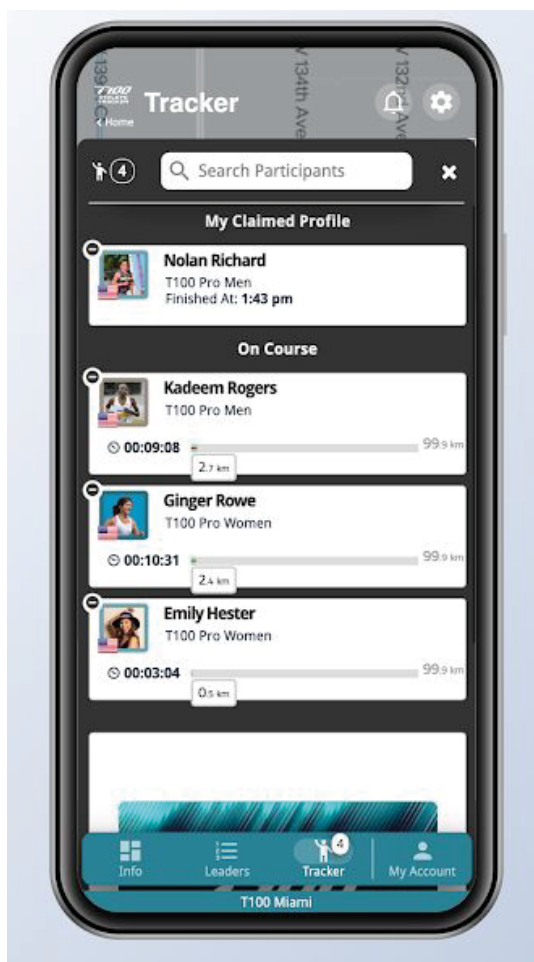 139
134th Ave
132nd Ave
T100
TRACKER
Tracker
< Home
4
Search Participants
My Claimed Profile
Nolan Richard
T100 Pro Men
Finished At: 1:43 pm
On Course
Kadeem Rogers
T100 Pro Men
00:09:08
99.9 km
2.7 km
Ginger Rowe
T100 Pro Women
00:10:31
99.9 km
2.4 km
Emily Hester
T100 Pro Women
00:03:04
99.9 km
0.5 km
Info
Leaders
Tracker
4
My Account
T100 Miami